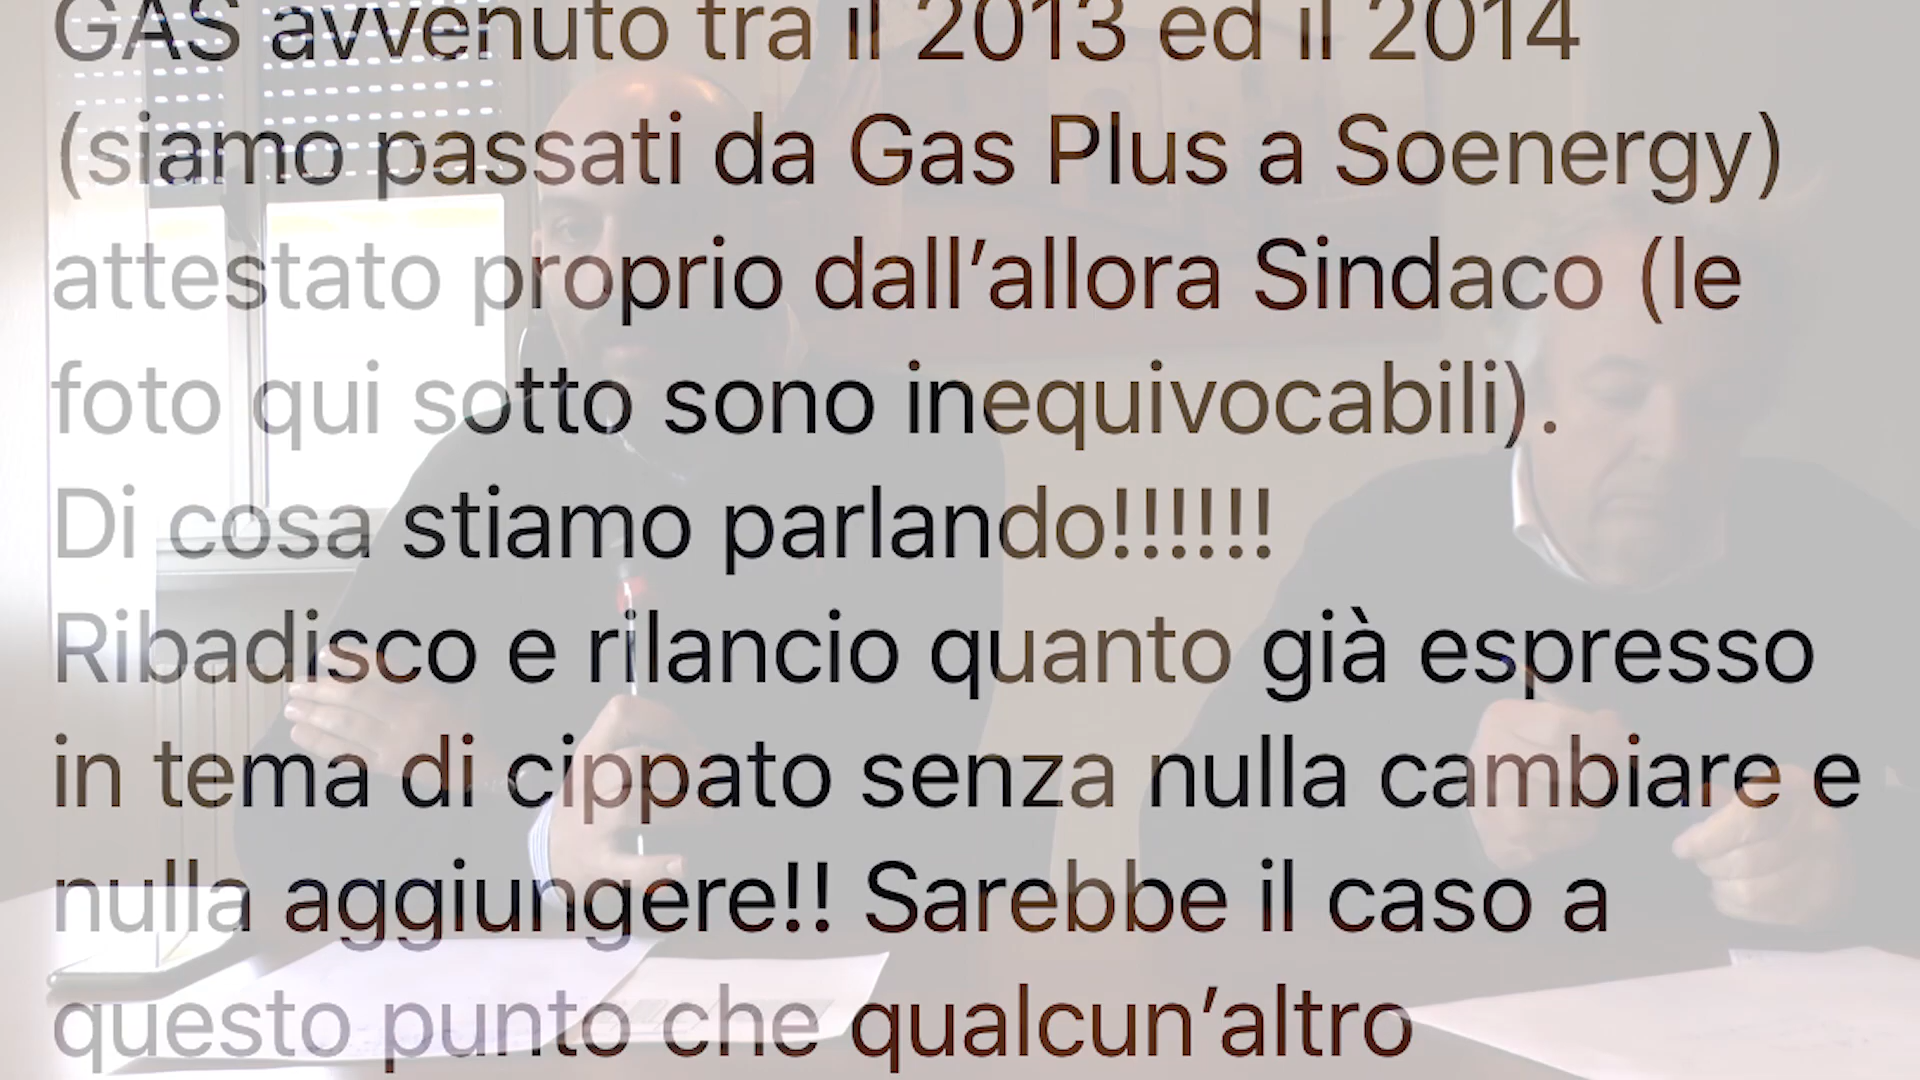 GAS avvenuto tra il 2013 ed il 2014
(siamo passati da Gas Plus a Soenergy)
attestato proprio dall’allora Sindaco (le
foto qui sotto sono inequivocabili).
Di cosa stiamo parlando!!!!!!
Ribadisco e rilancio quanto già espresso
in tema di cippato senza nulla cambiare e
nulla aggiungere!! Sarebbe il caso a
questo punto che qualcun’altro